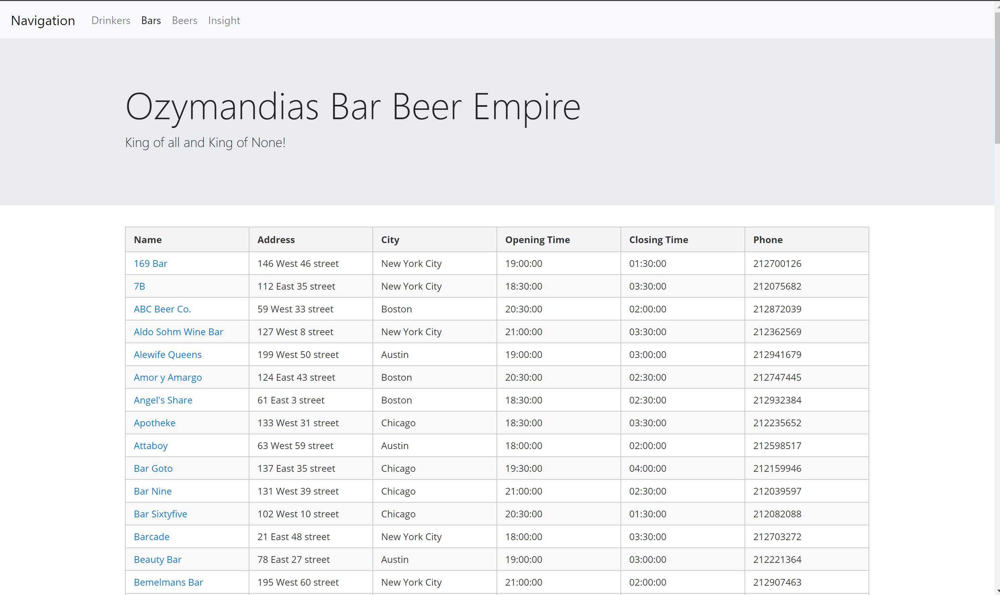 Navigation Drinkers Bars Beers Insight
Ozymandias Bar Beer Empire
King of all and King of None!
Name Address City Opening Time Closing Time Phone
169 Bar 146 West 46 street New York City 19:00:00 01:30:00 212700126
7B 112 East 35 street New York City 18:30:00 03:30:00 212075682
ABC Beer Co. 59 West 33 street Boston 20:30:00 02:00:00 212872039
Aldo Sohm Wine Bar 127 West 8 street New York City 21:00:00 03:30:00 212362569
Alewife Queens 199 West 50 street Austin 19:00:00 03:00:00 212941679
Amor y Amargo 124 East 43 street Boston 20:30:00 02:30:00 212747445
Angel's Share 61 East 3 street Boston 18:30:00 02:30:00 212932384
Apotheke 133 West 31 street Chicago 18:30:00 03:30:00 212235652
Attaboy 63 West 59 street Austin 18:00:00 02:00:00 212598517
Bar Goto 137 East 35 street Chicago 19:30:00 04:00:00 212159946
Bar Nine 131 West 39 street Chicago 21:00:00 02:30:00 212039597
Bar Sixtyfive 102 West 10 street Chicago 20:30:00 01:30:00 212082088
Barcade 21 East 48 street New York City 18:00:00 03:30:00 212703272
Beauty Bar 78 East 27 street Austin 19:00:00 03:00:00 212221364
Bemelmans Bar 195 West 60 street New York City 21:00:00 02:00:00 212907463